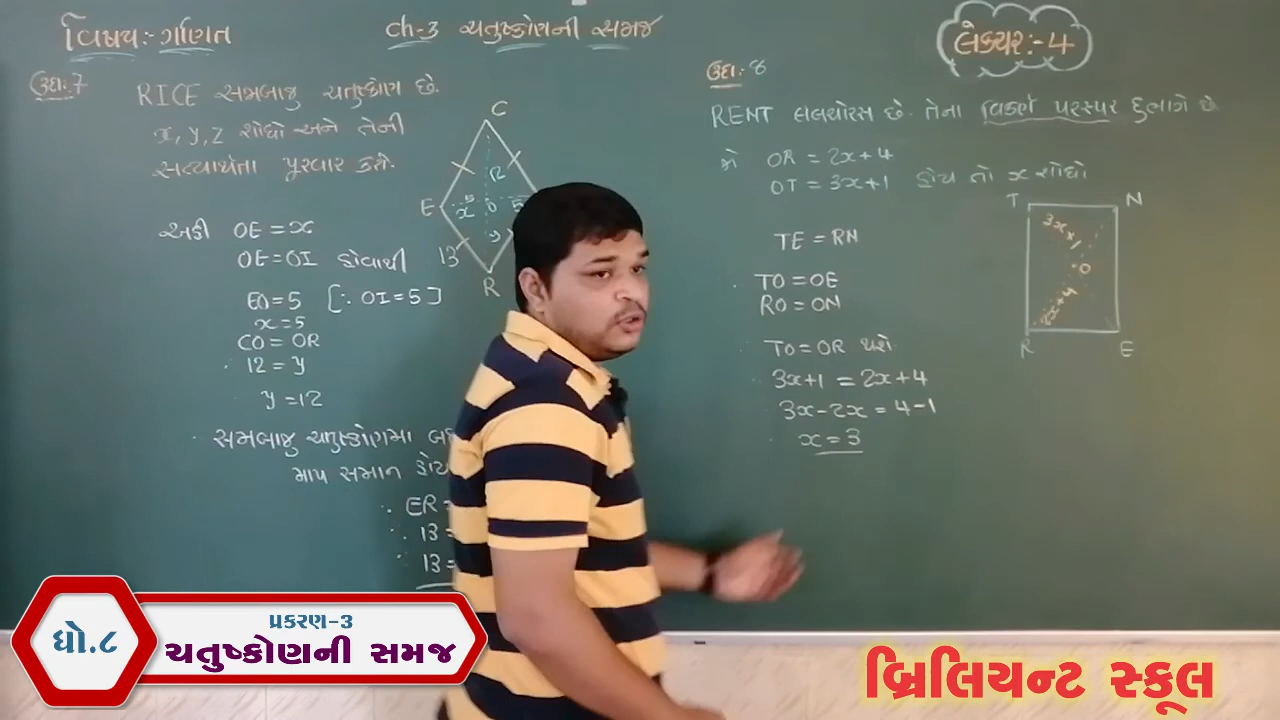 વિષય:- ગણિત
ch-3 ચતુષ્કોણની સમજ
લેક્ચર:-4
ઉદા:7
RICE સમબાજુ ચતુષ્કોણ છે.
x, y, z શોધો અને તેની
સત્યાર્થતા પુરવાર કરો.
C
12
E x 5 O 5
y
13
R
અહી OE = x
OE = OI હોવાથી
EO = 5 [∵ OI = 5]
x = 5
CO = OR
∴ 12 = y
y = 12
સમબાજુ ચતુષ્કોણમા
માપ સમાન
∴ ER =
∴ 13 =
∴ 13 =
ઉદા:8
RENT લંબચોરસ છે. તેના વિકર્ણ પરસ્પર દુભાગે છે
જો OR = 2x+4
OT = 3x+1 હોય તો x શોધો
T N
3x+1
O
2x+4
R E
TE = RN
∴ TO = OE
RO = ON
∴ TO = OR થશે
∴ 3x+1 = 2x+4
∴ 3x-2x = 4-1
∴ x = 3
ધો.૮
પ્રકરણ-૩
ચતુષ્કોણની સમજ
બ્રિલિયન્ટ સ્કૂલ